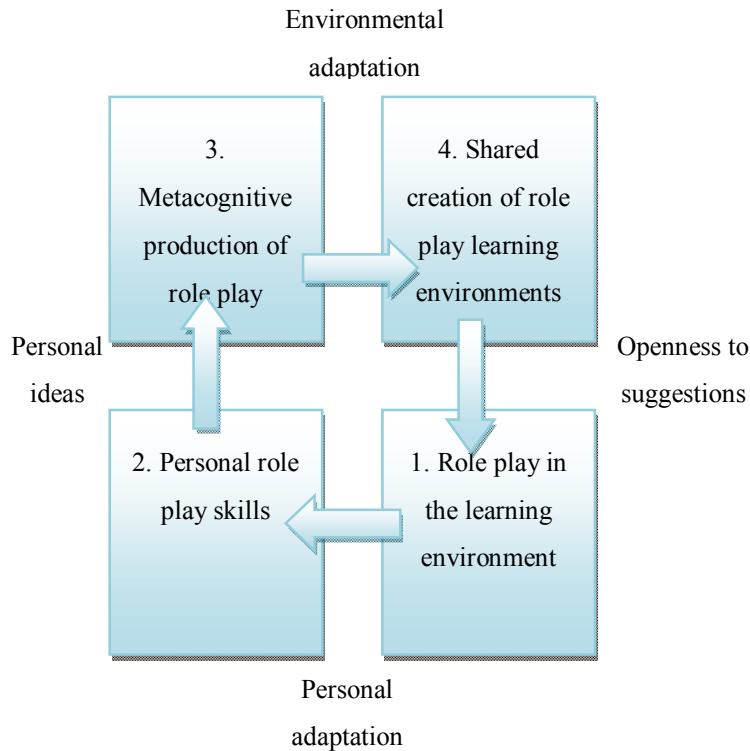 Environmental
adaptation
3.
Metacognitive
production of
role play
4. Shared
creation of role
play learning
environments
Personal
ideas
Openness to
suggestions
2. Personal role
play skills
1. Role play in
the learning
environment
Personal
adaptation